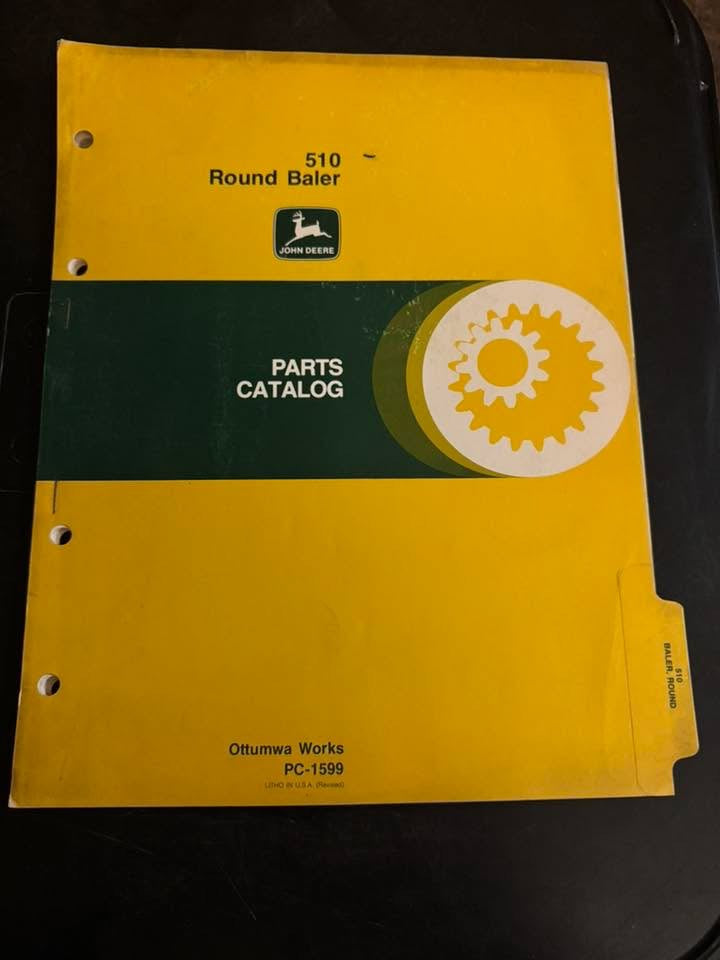 510
Round Baler
JOHN DEERE
PARTS
CATALOG
Ottumwa Works
PC-1599
LITHO IN U.S.A. (Revised)
510
BALER, ROUND